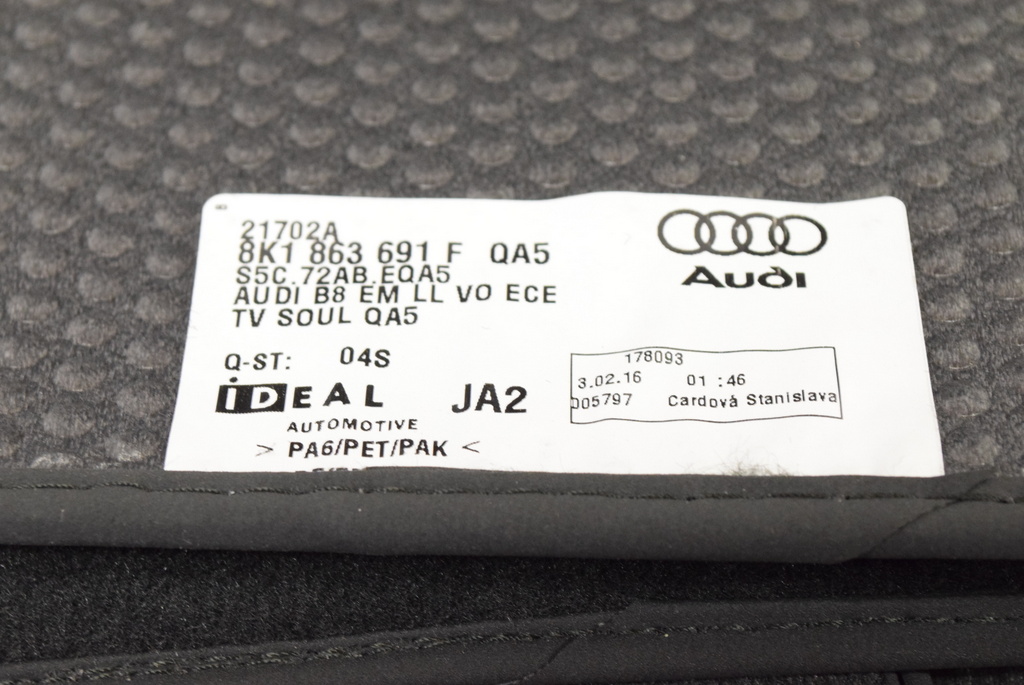 21702A
8K1 863 691 F QA5
S5C.72AB.EQA5
AUDI B8 EM LL VO ECE
TV SOUL QA5
Audi
Q-ST: 04S
iDEAL JA2
AUTOMOTIVE
> PA6/PET/PAK <
178093
3.02.16 01 :46
005797 Cardová Stanislava